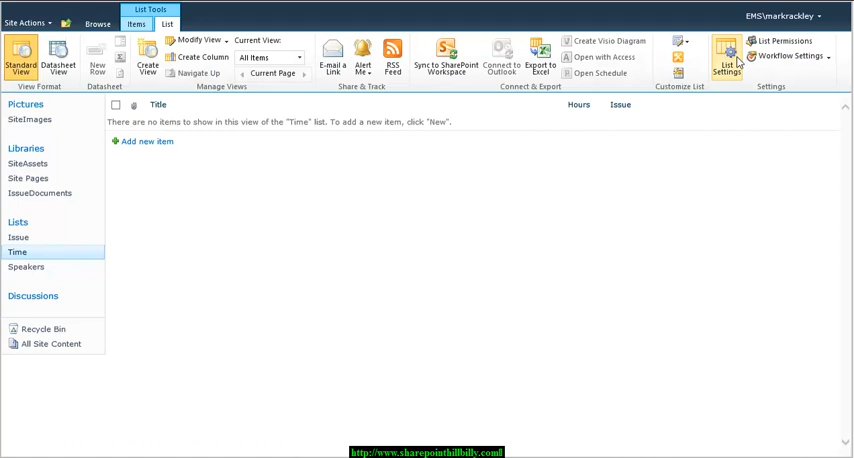 List Tools
EMS\markrackley
Site Actions
Browse
Items
List
Standard View
Datasheet View
New Row
Create View
Modify View
Create Column
Navigate Up
Current View:
All Items
Current Page
E-mail a Link
Alert Me
RSS Feed
Sync to SharePoint Workspace
Connect to Outlook
Export to Excel
Create Visio Diagram
Open with Access
Open Schedule
List Settings
List Permissions
Workflow Settings
View Format
Datasheet
Manage Views
Share & Track
Connect & Export
Customize List
Settings
Pictures
SiteImages
Libraries
SiteAssets
Site Pages
IssueDocuments
Lists
Issue
Time
Speakers
Discussions
Recycle Bin
All Site Content
Title
Hours
Issue
There are no items to show in this view of the "Time" list. To add a new item, click "New".
Add new item
http://www.sharepointhillbilly.com